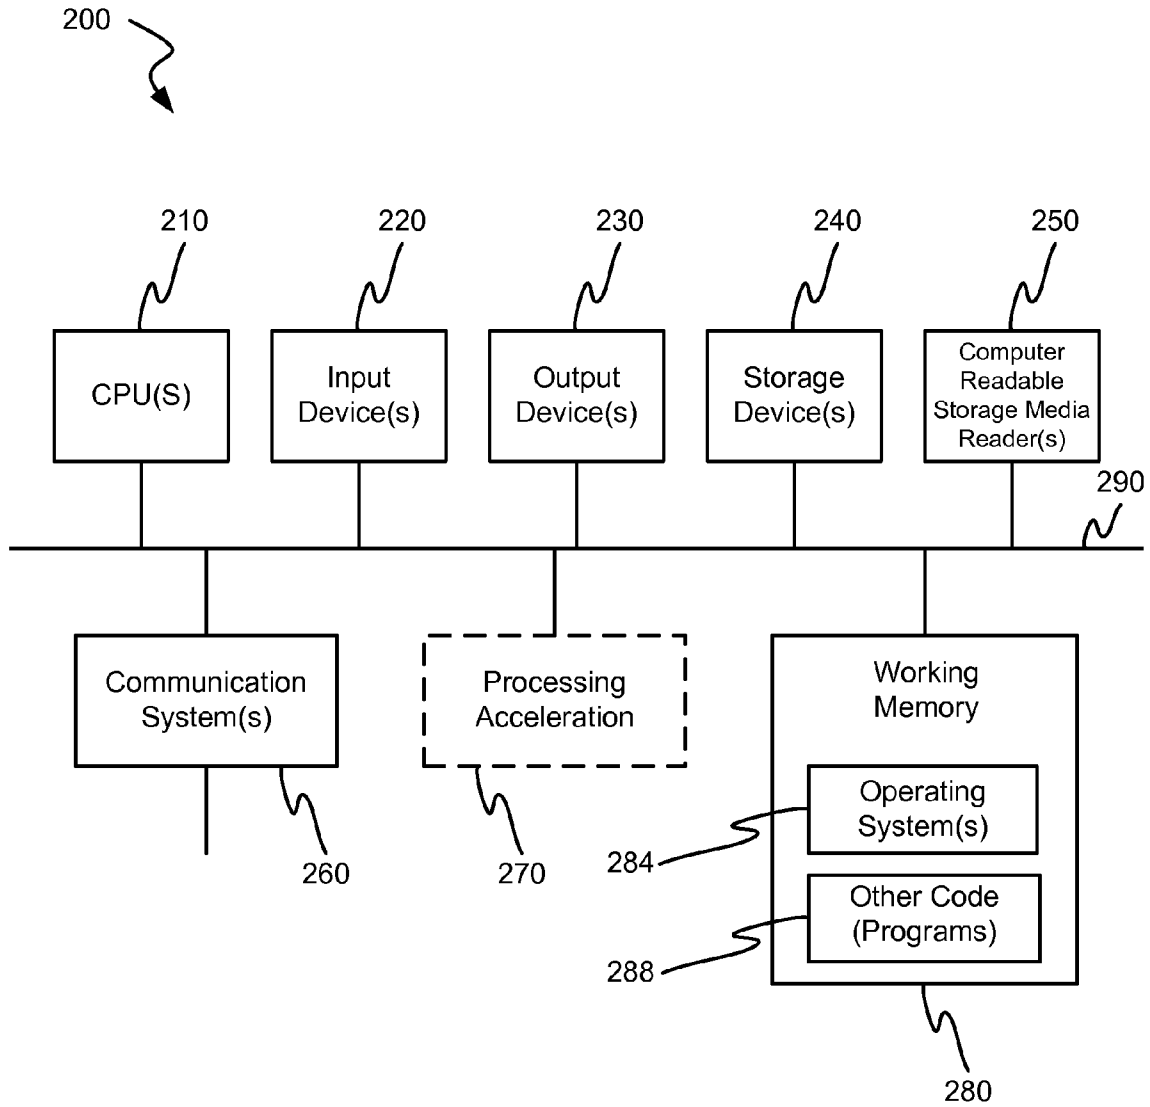 200
210
220
230
240
250
CPU(S)
Input
Device(s)
Output
Device(s)
Storage
Device(s)
Computer
Readable
Storage Media
Reader(s)
290
Communication
System(s)
Processing
Acceleration
Working
Memory
Operating
System(s)
284
Other Code
(Programs)
288
260
270
280